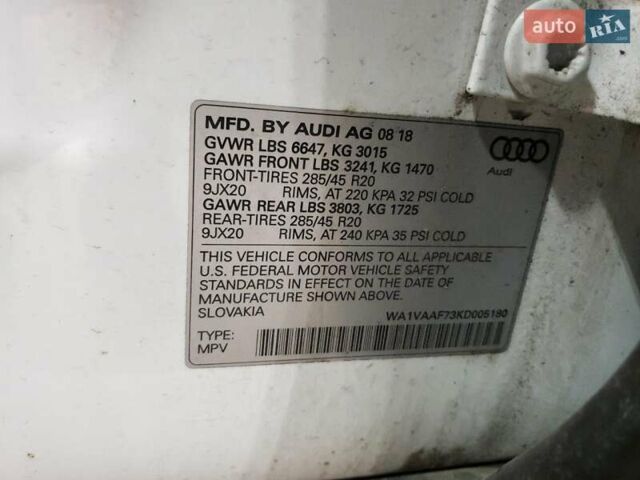 auto RIA.com
MFD. BY AUDI AG 08 18
GVWR LBS 6647, KG 3015
GAWR FRONT LBS 3241, KG 1470
FRONT-TIRES 285/45 R20
9JX20 RIMS, AT 220 KPA 32 PSI COLD
GAWR REAR LBS 3803, KG 1725
REAR-TIRES 285/45 R20
9JX20 RIMS, AT 240 KPA 35 PSI COLD
Audi
THIS VEHICLE CONFORMS TO ALL APPLICABLE
U.S. FEDERAL MOTOR VEHICLE SAFETY
STANDARDS IN EFFECT ON THE DATE OF
MANUFACTURE SHOWN ABOVE.
SLOVAKIA
WA1VAAF73KD005180
TYPE:
MPV